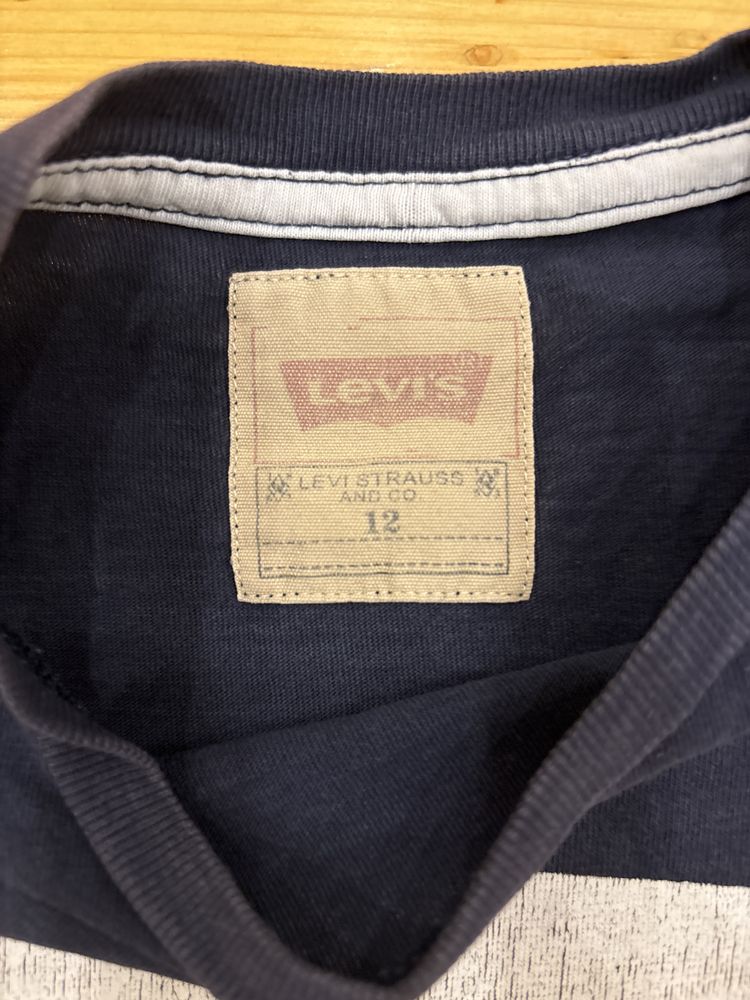 Levi's®
LEVI STRAUSS
AND CO.
12